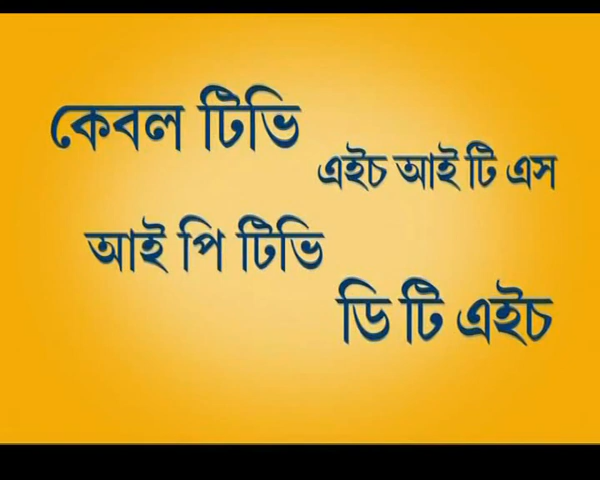 কেবল টিভি
এইচ আই টি এস
আই পি টিভি
ডি টি এইচ